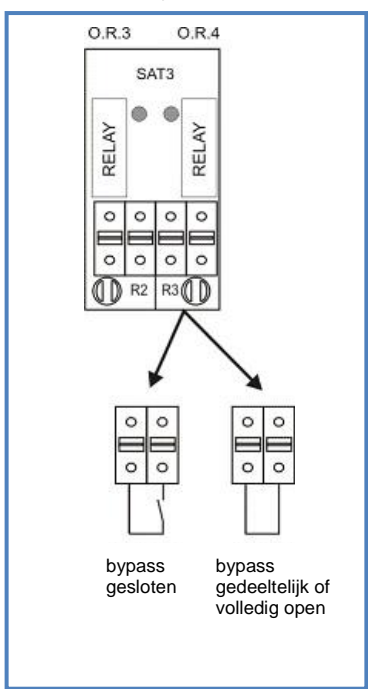 O.R.3 O.R.4
SAT3
RELAY RELAY
R2 R3
bypass
gesloten
bypass
gedeeltelijk of
volledig open